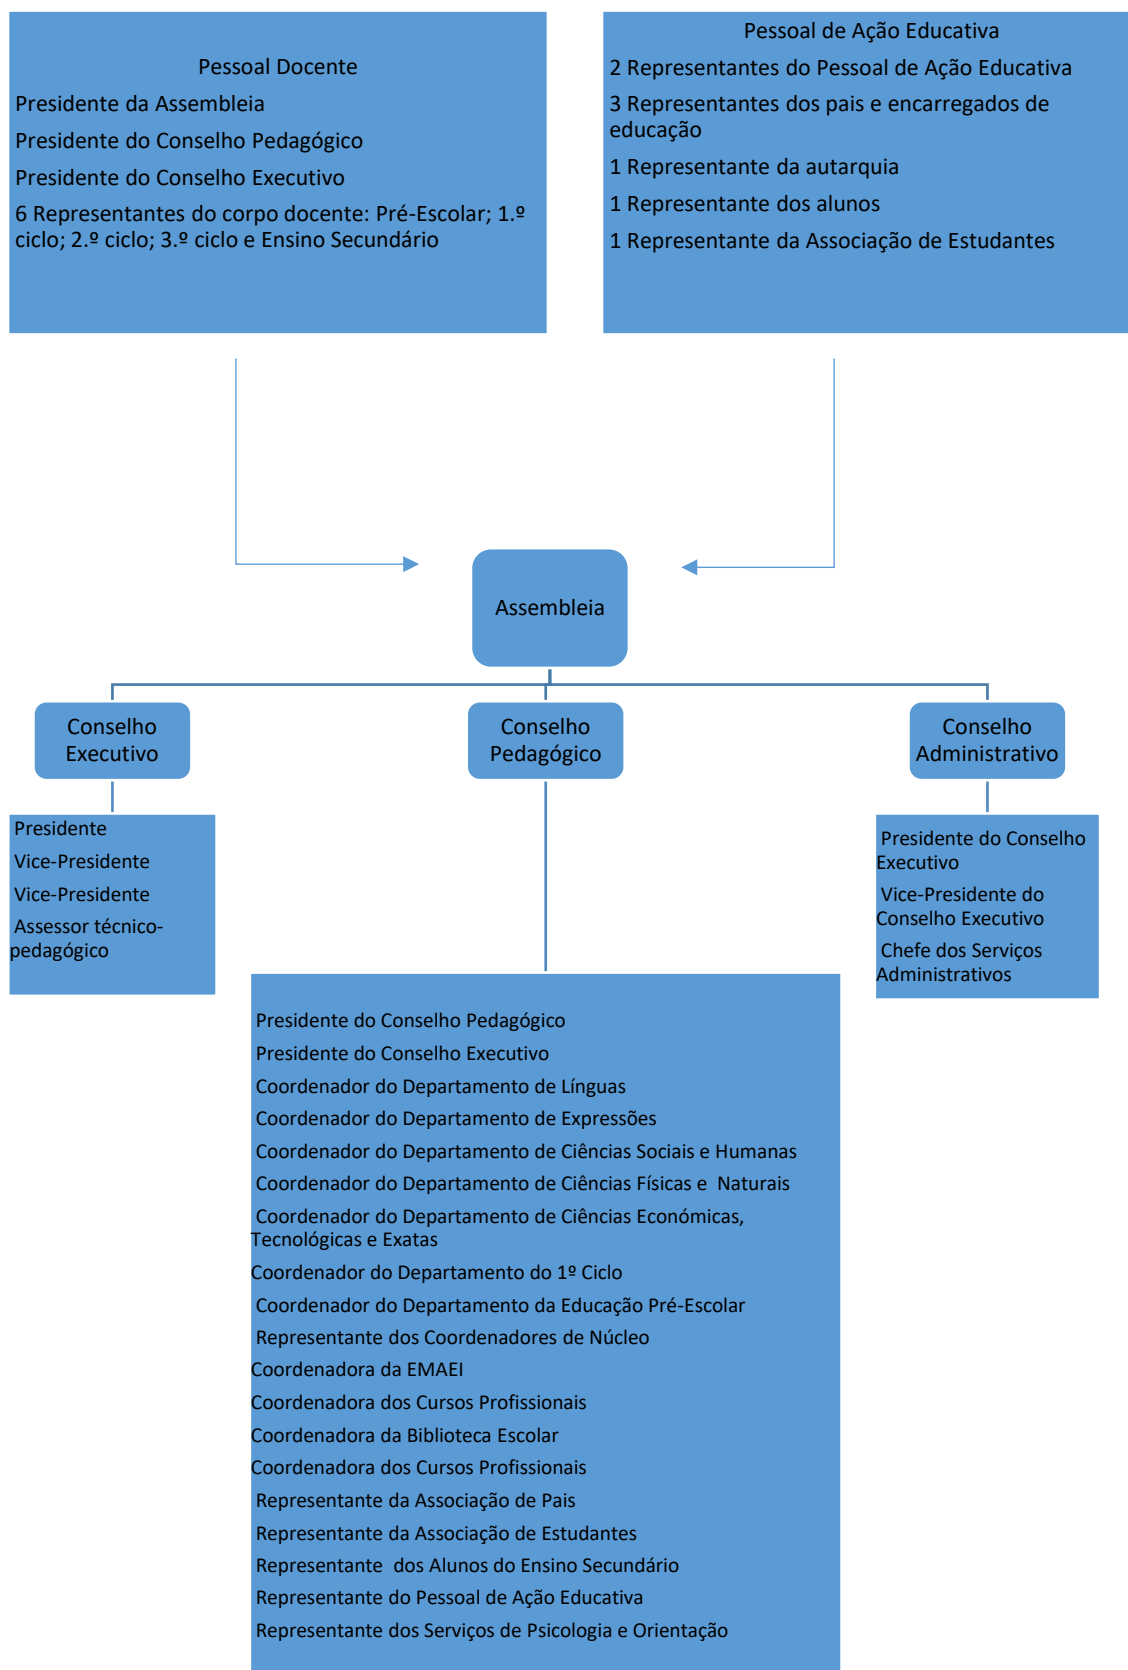 Pessoal Docente
Presidente da Assembleia
Presidente do Conselho Pedagógico
Presidente do Conselho Executivo
6 Representantes do corpo docente: Pré-Escolar; 1.º
ciclo; 2.º ciclo; 3.º ciclo e Ensino Secundário
Pessoal de Ação Educativa
2 Representantes do Pessoal de Ação Educativa
3 Representantes dos pais e encarregados de
educação
1 Representante da autarquia
1 Representante dos alunos
1 Representante da Associação de Estudantes
Assembleia
Conselho
Executivo
Conselho
Pedagógico
Conselho
Administrativo
Presidente
Vice-Presidente
Vice-Presidente
Assessor técnico-
pedagógico
Presidente do Conselho
Executivo
Vice-Presidente do
Conselho Executivo
Chefe dos Serviços
Administrativos
Presidente do Conselho Pedagógico
Presidente do Conselho Executivo
Coordenador do Departamento de Línguas
Coordenador do Departamento de Expressões
Coordenador do Departamento de Ciências Sociais e Humanas
Coordenador do Departamento de Ciências Físicas e  Naturais
Coordenador do Departamento de Ciências Económicas,
Tecnológicas e Exatas
Coordenador do Departamento do 1º Ciclo
Coordenador do Departamento da Educação Pré-Escolar
Representante dos Coordenadores de Núcleo
Coordenadora da EMAEI
Coordenadora dos Cursos Profissionais
Coordenadora da Biblioteca Escolar
Coordenadora dos Cursos Profissionais
Representante da Associação de Pais
Representante da Associação de Estudantes
Representante  dos Alunos do Ensino Secundário
Representante do Pessoal de Ação Educativa
Representante dos Serviços de Psicologia e Orientação